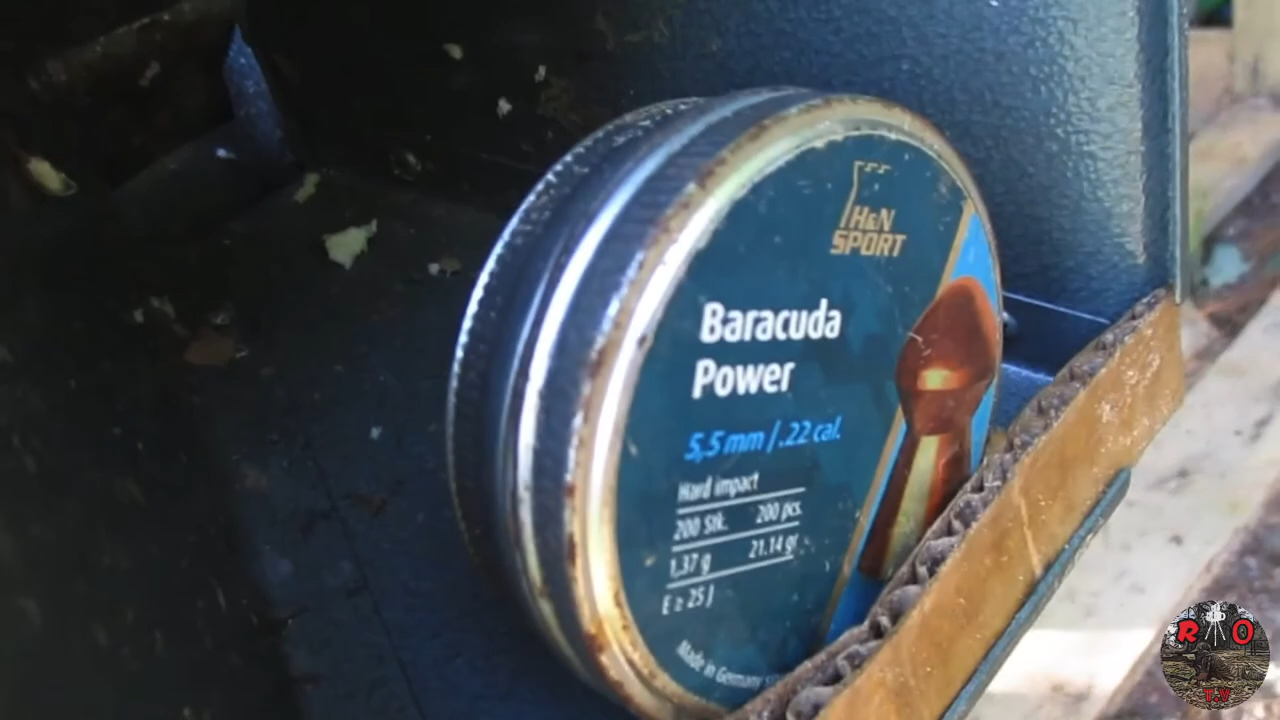 H&N
SPORT
Baracuda
Power
5,5 mm / .22 cal.
Hard impact
200 Stk. 200 pcs.
1,37 g 21.14 gr
E ≥ 25 J
Made in Germany
R O
T.V